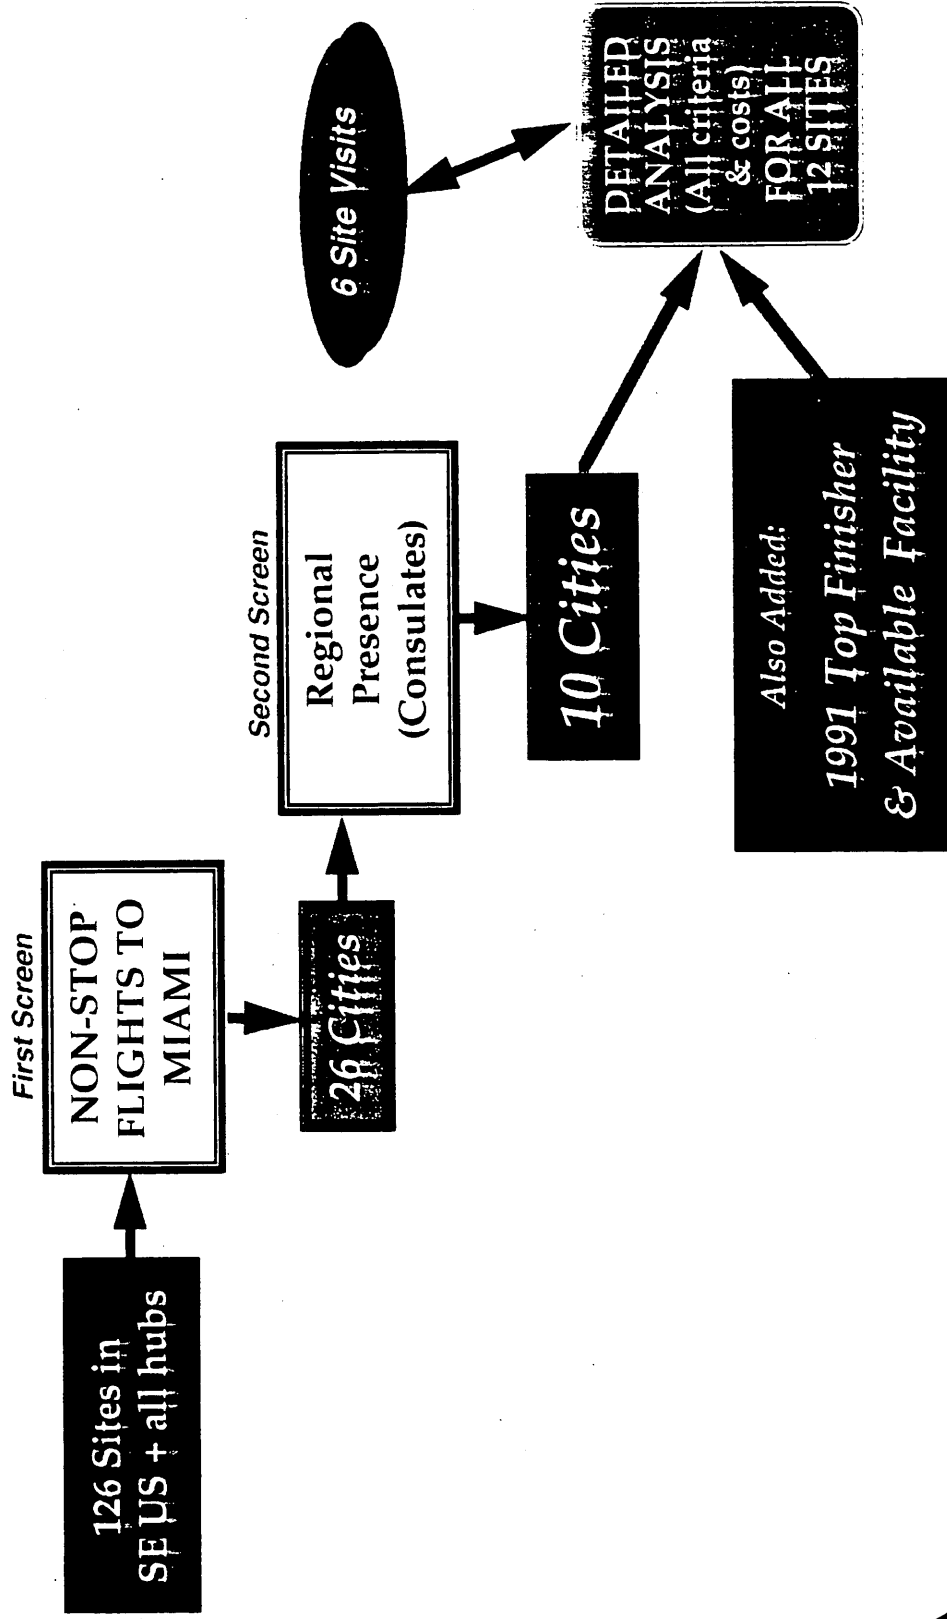 126 Sites in
SE US + all hubs
First Screen
NON-STOP
FLIGHTS TO
MIAMI
26 Cities
Second Screen
Regional
Presence
(Consulates)
10 Cities
Also Added:
1991 Top Finisher
& Available Facility
6 Site Visits
DETAILED
ANALYSIS
(All criteria
& costs)
FOR ALL
12 SITES